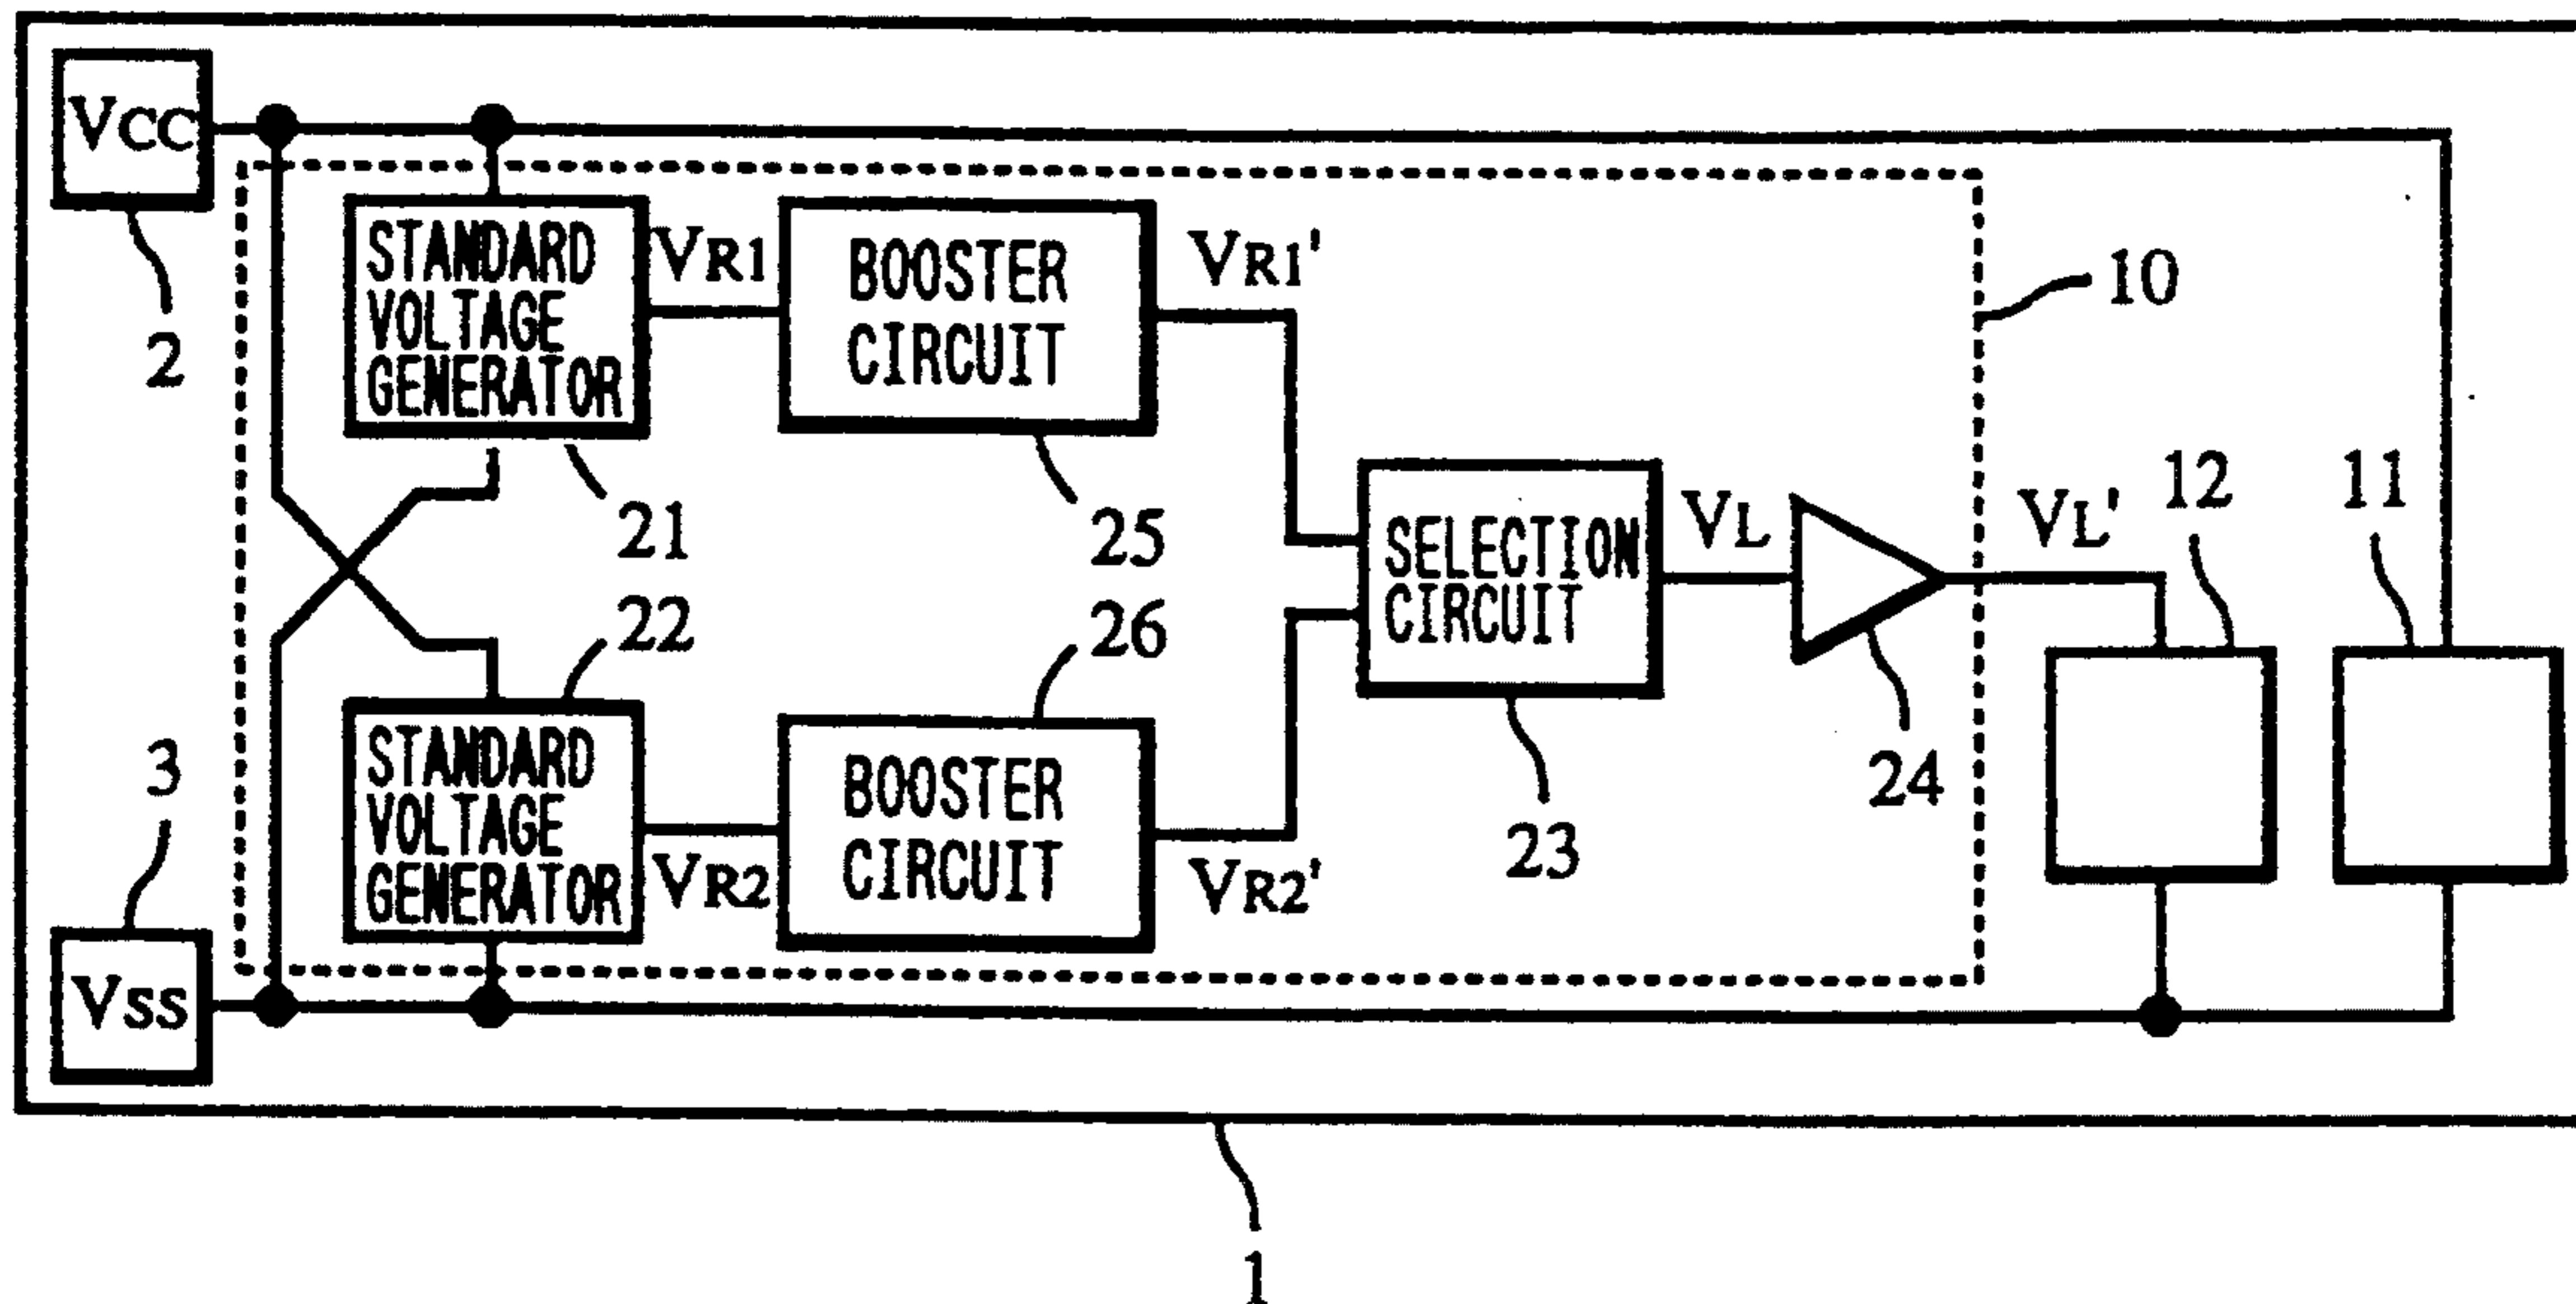 VCC
2
STANDARD
VOLTAGE
GENERATOR
21
VR1
BOOSTER
CIRCUIT
25
VR1'
10
STANDARD
VOLTAGE
GENERATOR
22
VR2
BOOSTER
CIRCUIT
26
VR2'
SELECTION
CIRCUIT
23
VL
24
VL'
12
11
3
VSS
1